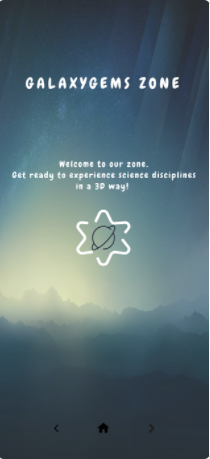 GALAXYGEMS ZONE
Welcome to our zone.
Get ready to experience science disciplines
in a 3D way!